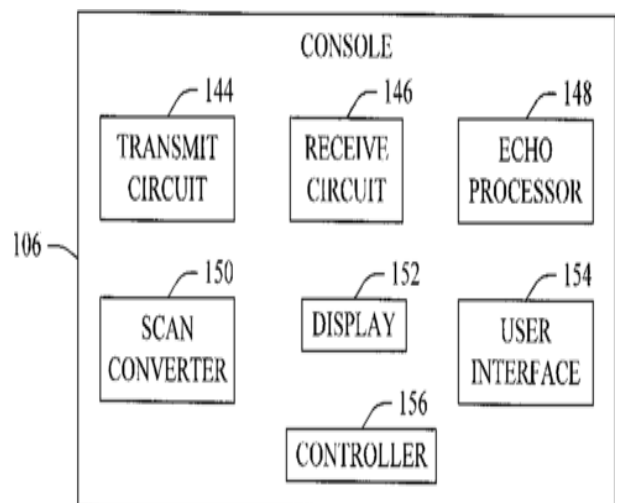 CONSOLE
144
146
148
TRANSMIT
CIRCUIT
RECEIVE
CIRCUIT
ECHO
PROCESSOR
106
150
152
154
SCAN
CONVERTER
DISPLAY
USER
INTERFACE
156
CONTROLLER